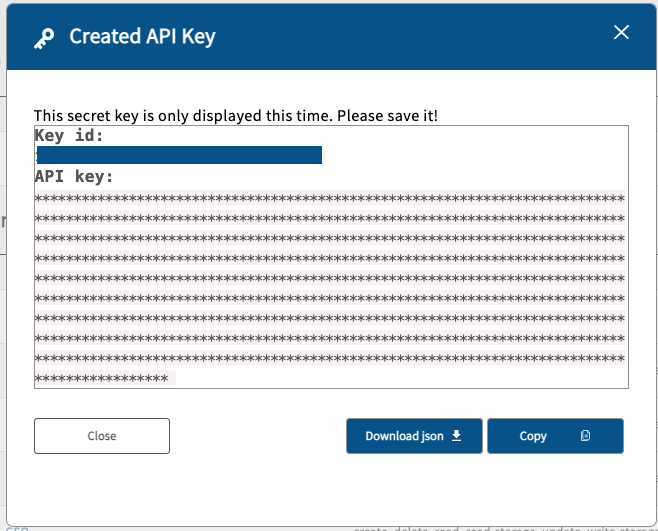 Created API Key
This secret key is only displayed this time. Please save it!
Key id:
API key:
***************************************************************************
***************************************************************************
***************************************************************************
***************************************************************************
***************************************************************************
***************************************************************************
***************************************************************************
***************************************************************************
***************************************************************************
*****************
Close
Download json
Copy